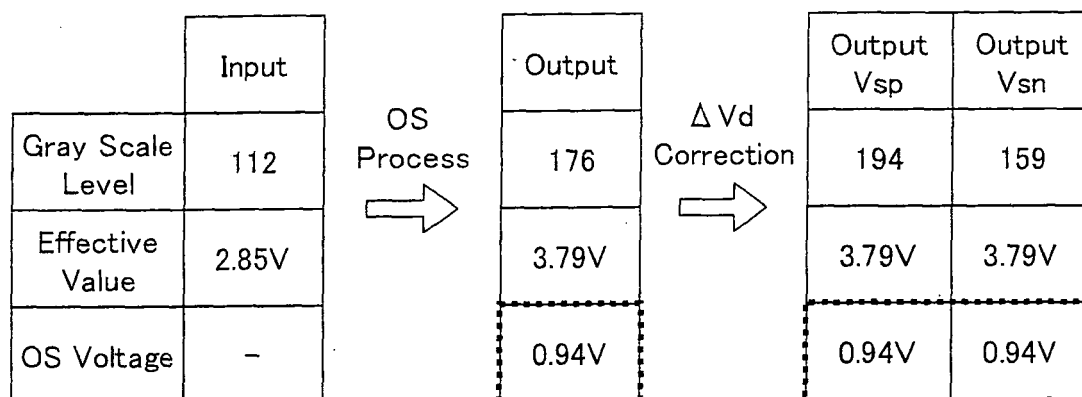 Input
Output
Output Vsp
Output Vsn
OS Process
Δ Vd Correction
Gray Scale Level
112
176
194
159
Effective Value
2.85V
3.79V
3.79V
3.79V
OS Voltage
-
0.94V
0.94V
0.94V